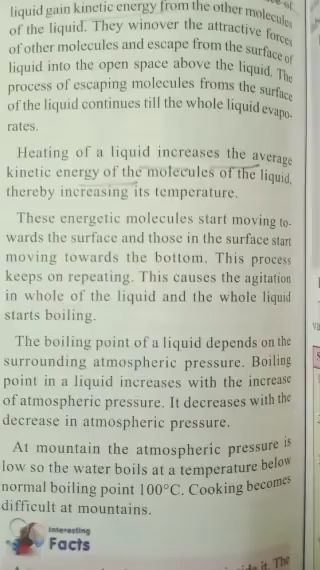 liquid gain kinetic energy from the other molecules
of the liquid. They winover the attractive forces
of other molecules and escape from the surface of
liquid into the open space above the liquid. The
process of escaping molecules froms the surface
of the liquid continues till the whole liquid evapo-
rates.
Heating of a liquid increases the average
kinetic energy of the molecules of the liquid,
thereby increasing its temperature.
These energetic molecules start moving to-
wards the surface and those in the surface start
moving towards the bottom. This process
keeps on repeating. This causes the agitation
in whole of the liquid and the whole liquid
starts boiling.
The boiling point of a liquid depends on the
surrounding atmospheric pressure. Boiling
point in a liquid increases with the increase
of atmospheric pressure. It decreases with the
decrease in atmospheric pressure.
At mountain the atmospheric pressure is
low so the water boils at a temperature below
normal boiling point 100°C. Cooking becomes
difficult at mountains.
Interesting
Facts
it. The